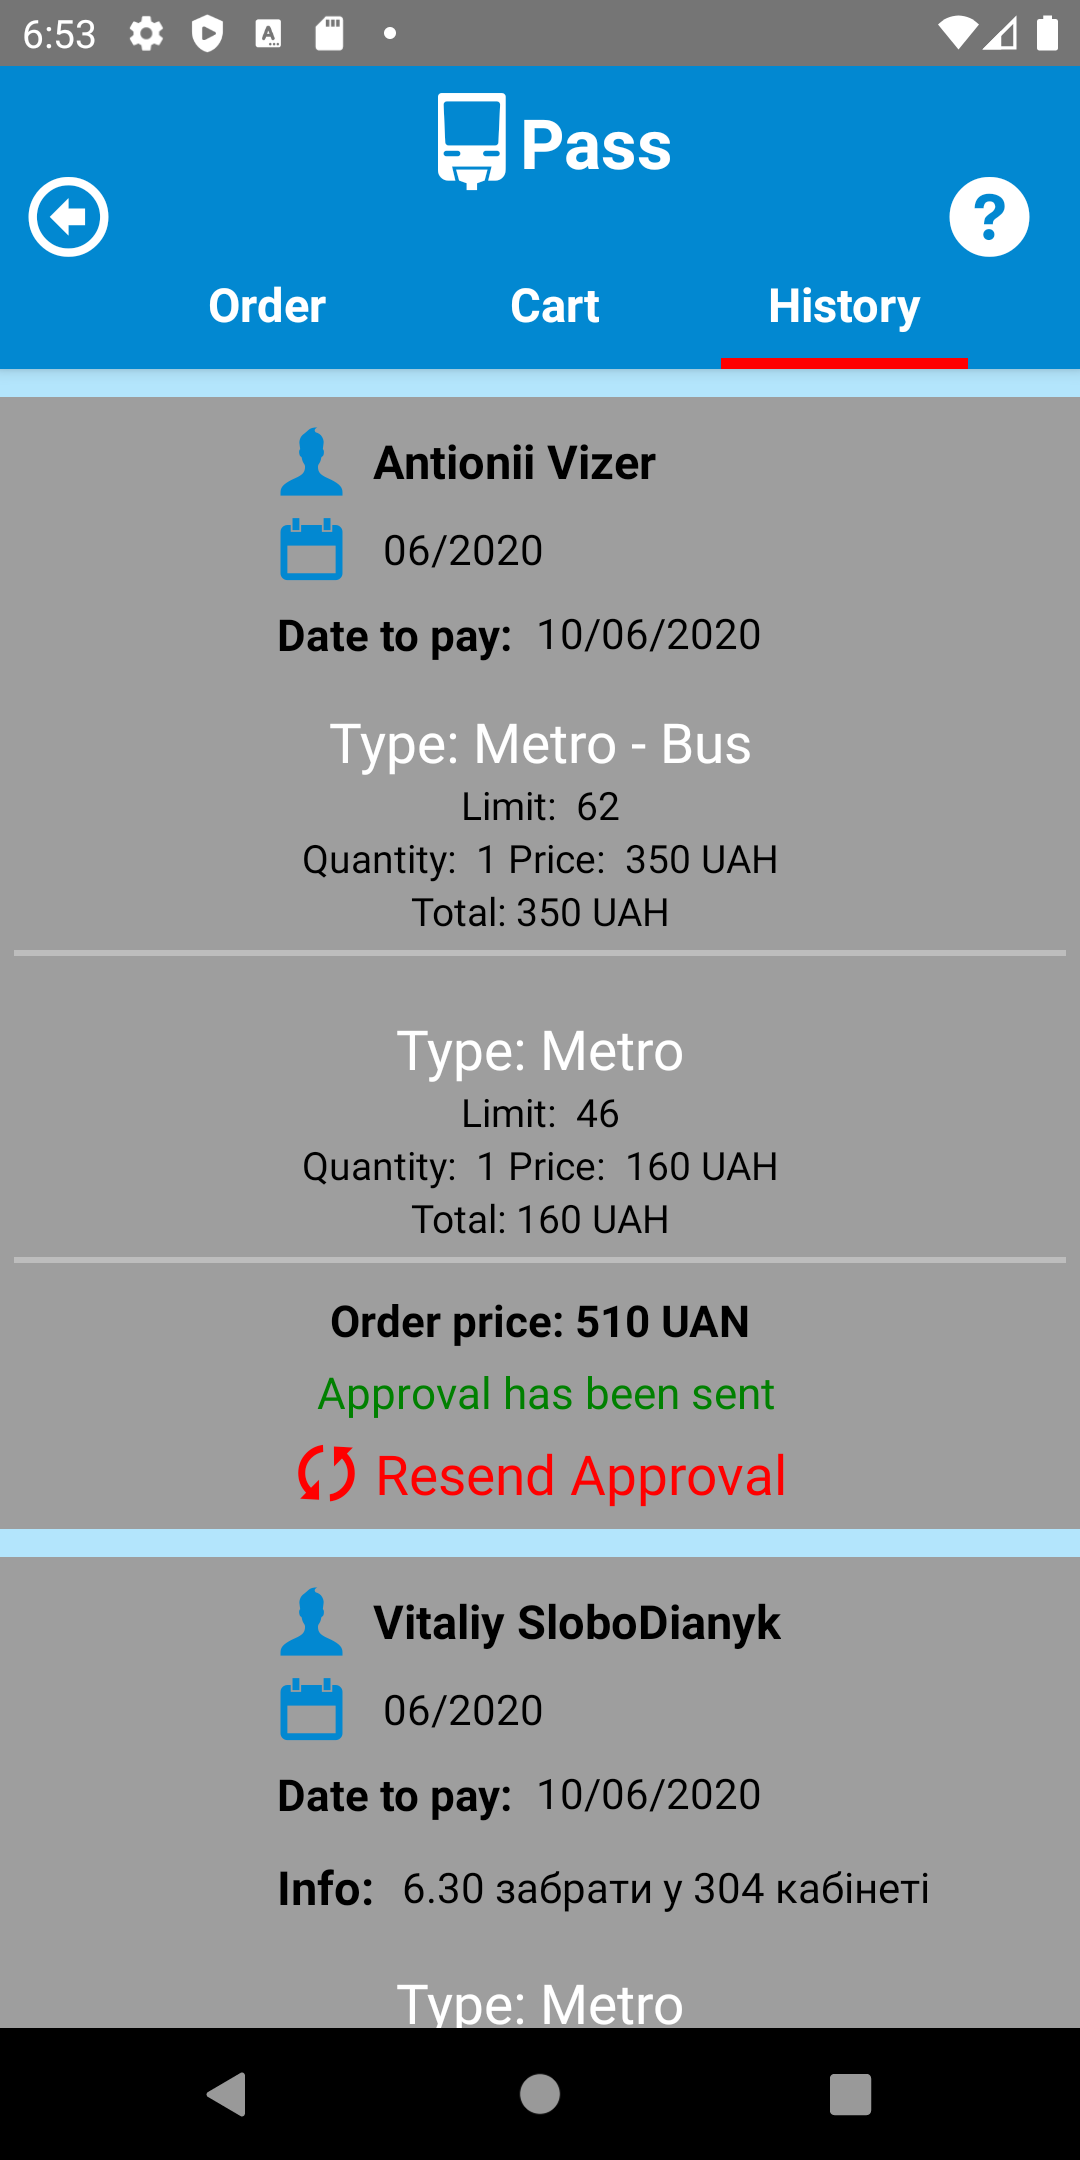 6:53
Pass
Order Cart History
Antionii Vizer
06/2020
Date to pay: 10/06/2020
Type: Metro - Bus
Limit: 62
Quantity: 1 Price: 350 UAH
Total: 350 UAH
Type: Metro
Limit: 46
Quantity: 1 Price: 160 UAH
Total: 160 UAH
Order price: 510 UAN
Approval has been sent
Resend Approval
Vitaliy SloboDianyk
06/2020
Date to pay: 10/06/2020
Info: 6.30 забрати у 304 кабінеті
Type: Metro